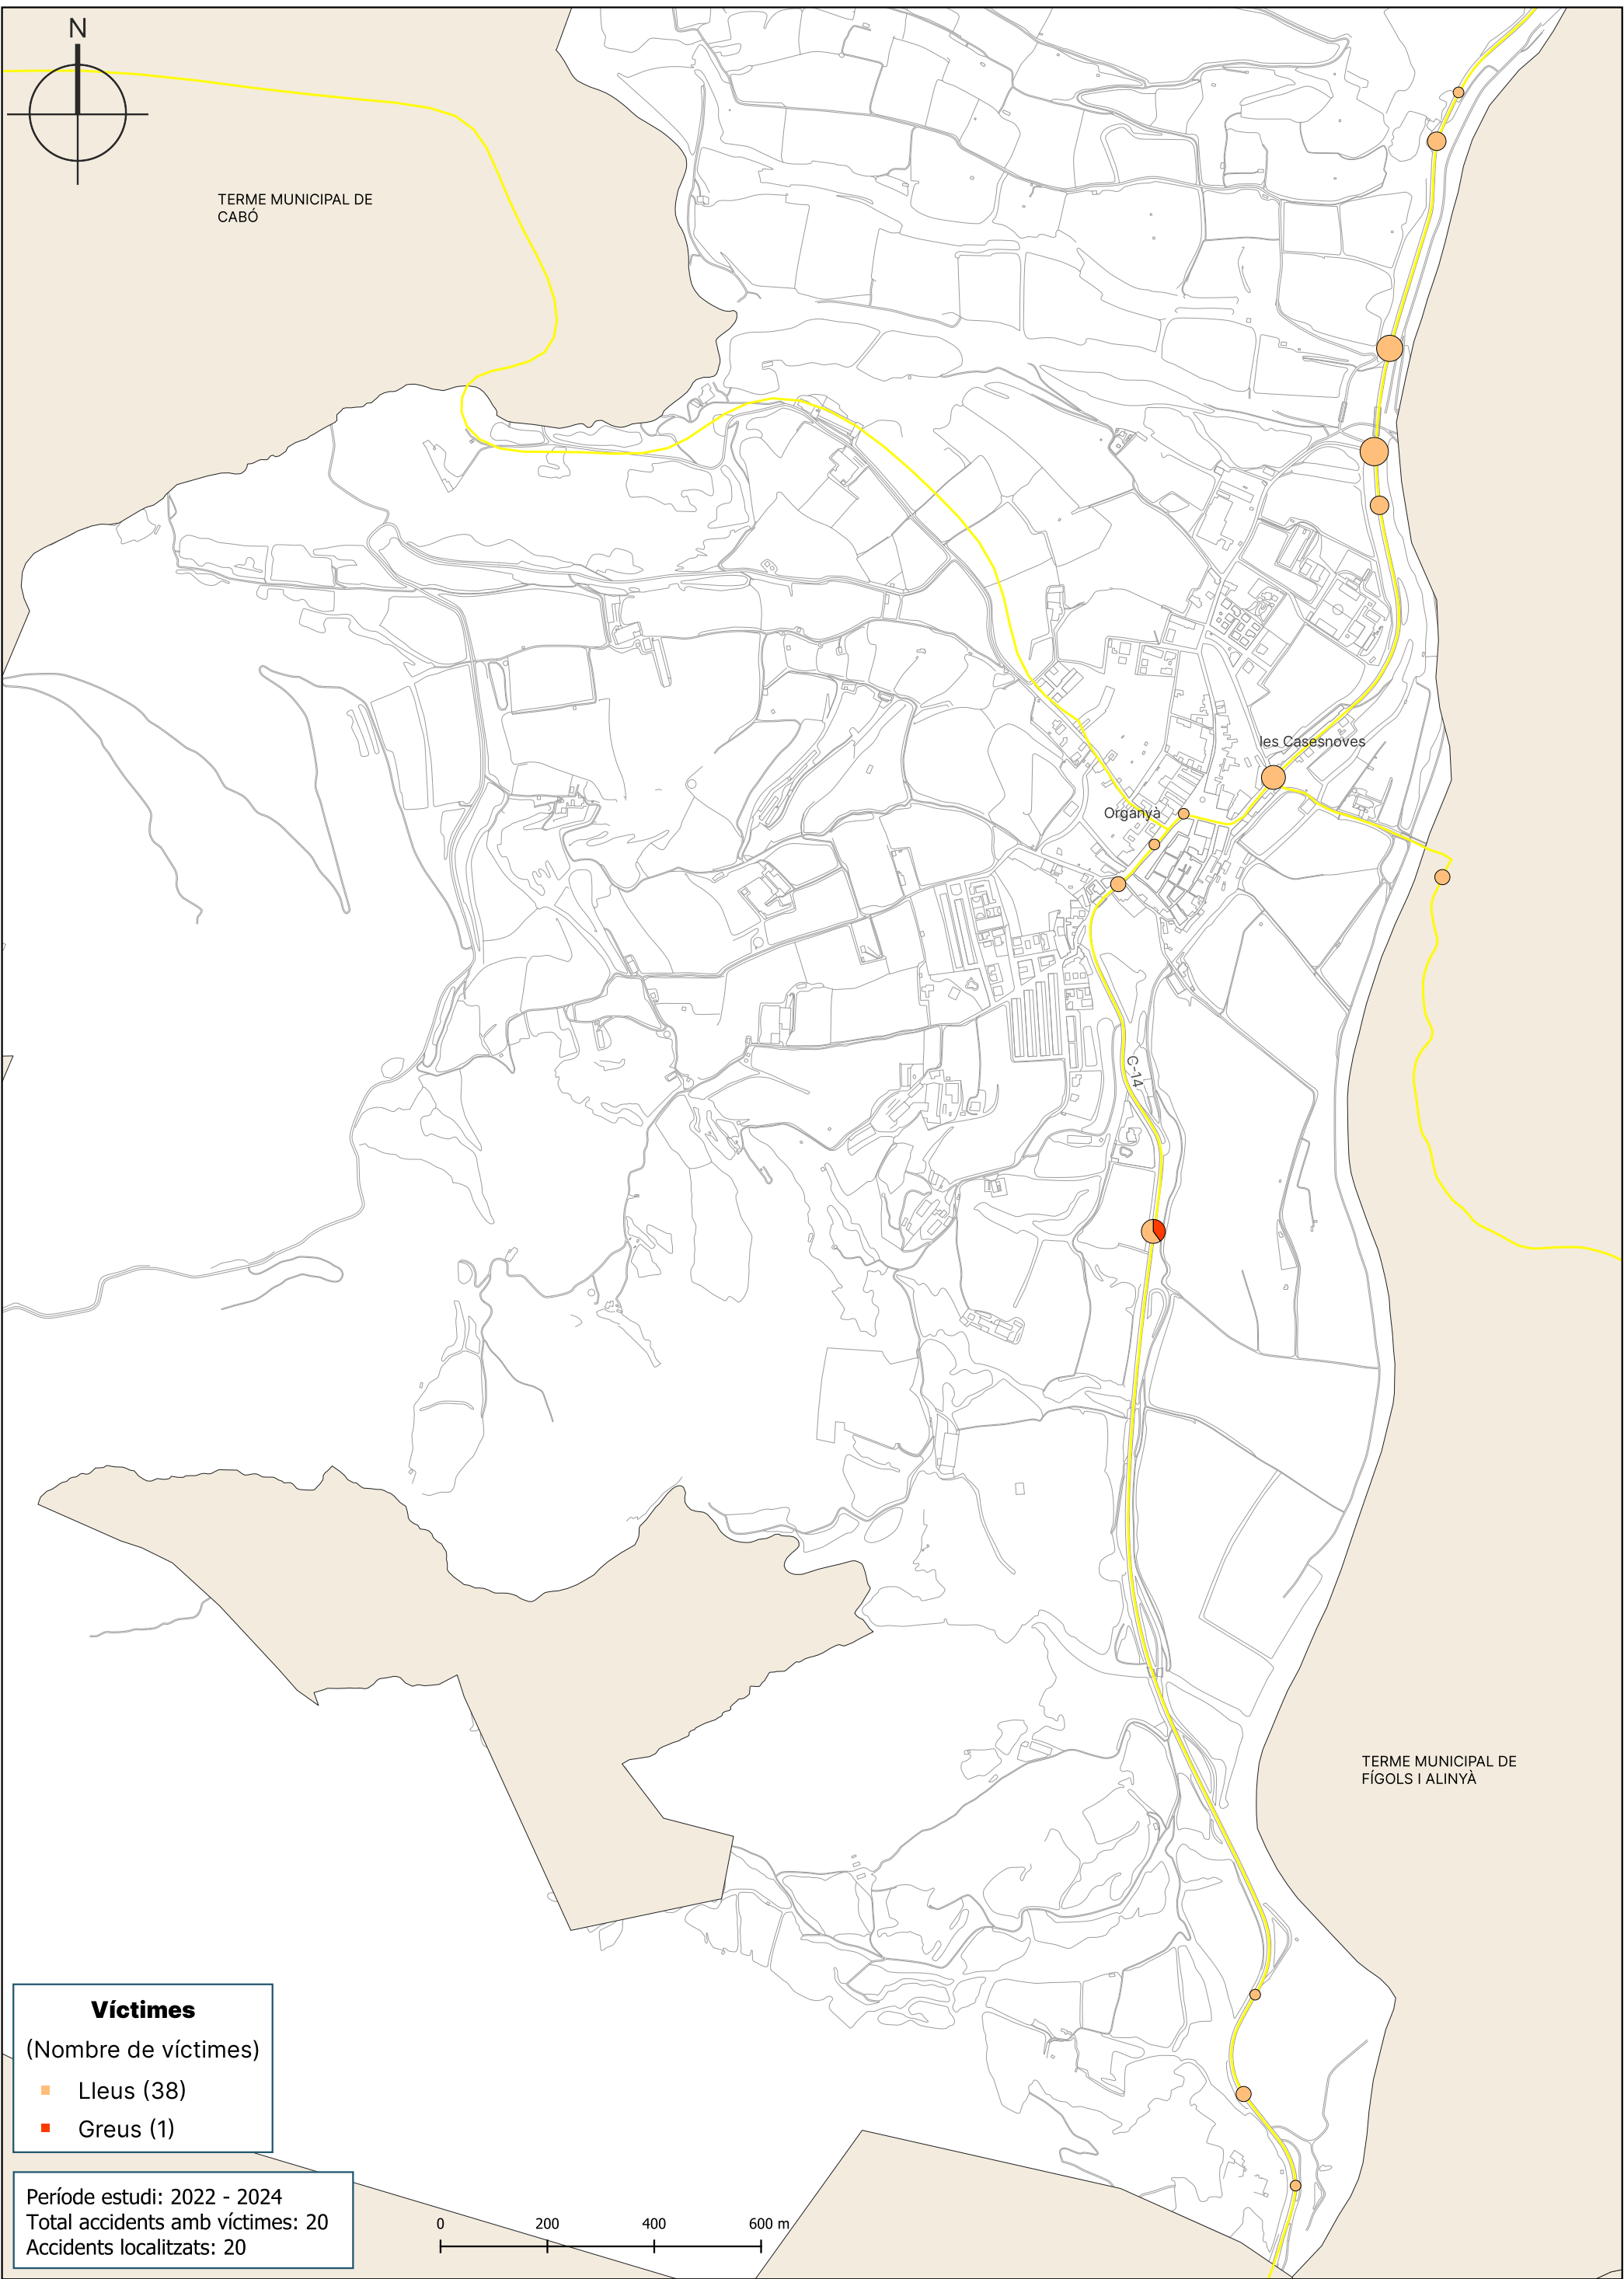 N
TERME MUNICIPAL DE
CABÓ
les Casesnoves
Organyà
C-14
TERME MUNICIPAL DE
FÍGOLS I ALINYÀ
Víctimes
(Nombre de víctimes)
Lleus (38)
Greus (1)
Període estudi: 2022 - 2024
Total accidents amb víctimes: 20
Accidents localitzats: 20
0 200 400 600 m